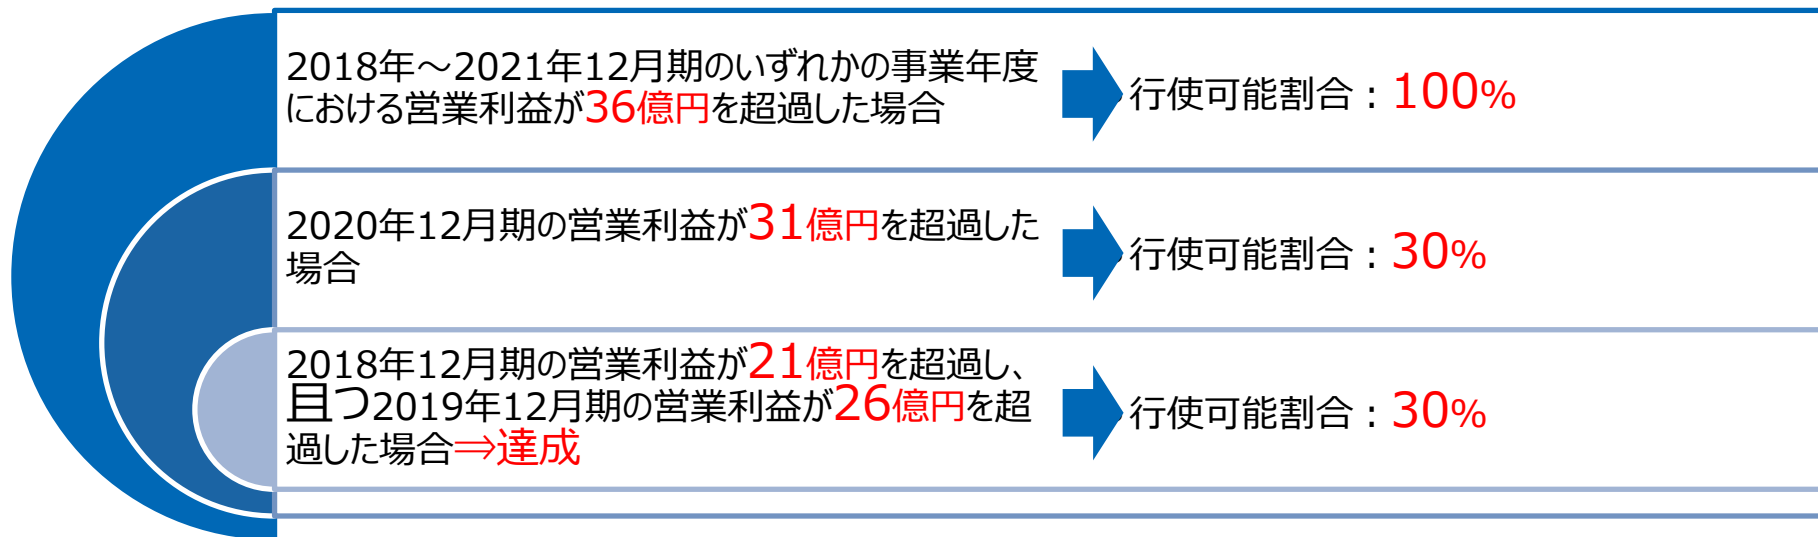 2018年～2021年12月期のいずれかの事業年度
における営業利益が36億円を超過した場合
行使可能割合：100%
2020年12月期の営業利益が31億円を超過した
場合
行使可能割合：30%
2018年12月期の営業利益が21億円を超過し、
且つ2019年12月期の営業利益が26億円を超
過した場合⇒達成
行使可能割合：30%